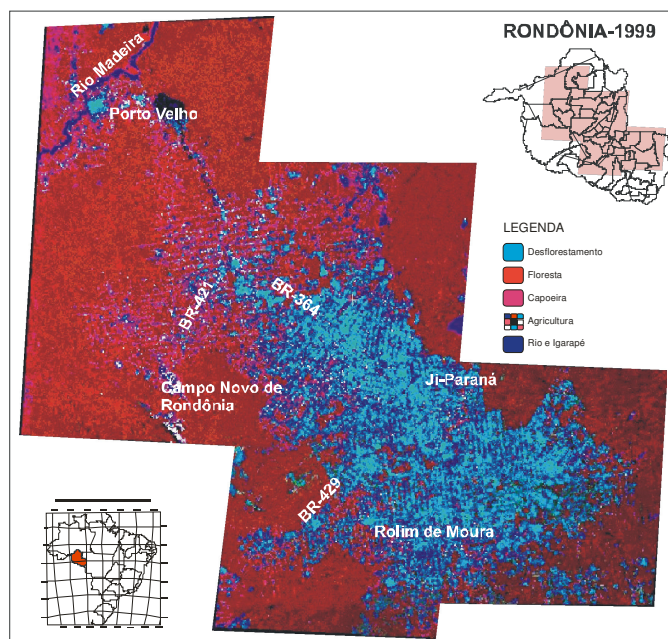 RONDÔNIA-1999
Rio Madeira
Porto Velho
LEGENDA
Desflorestamento
Floresta
Capoeira
Agricultura
Rio e Igarapé
BR-421
BR-364
Campo Novo de
Rondônia
Ji-Paraná
BR-429
Rolim de Moura